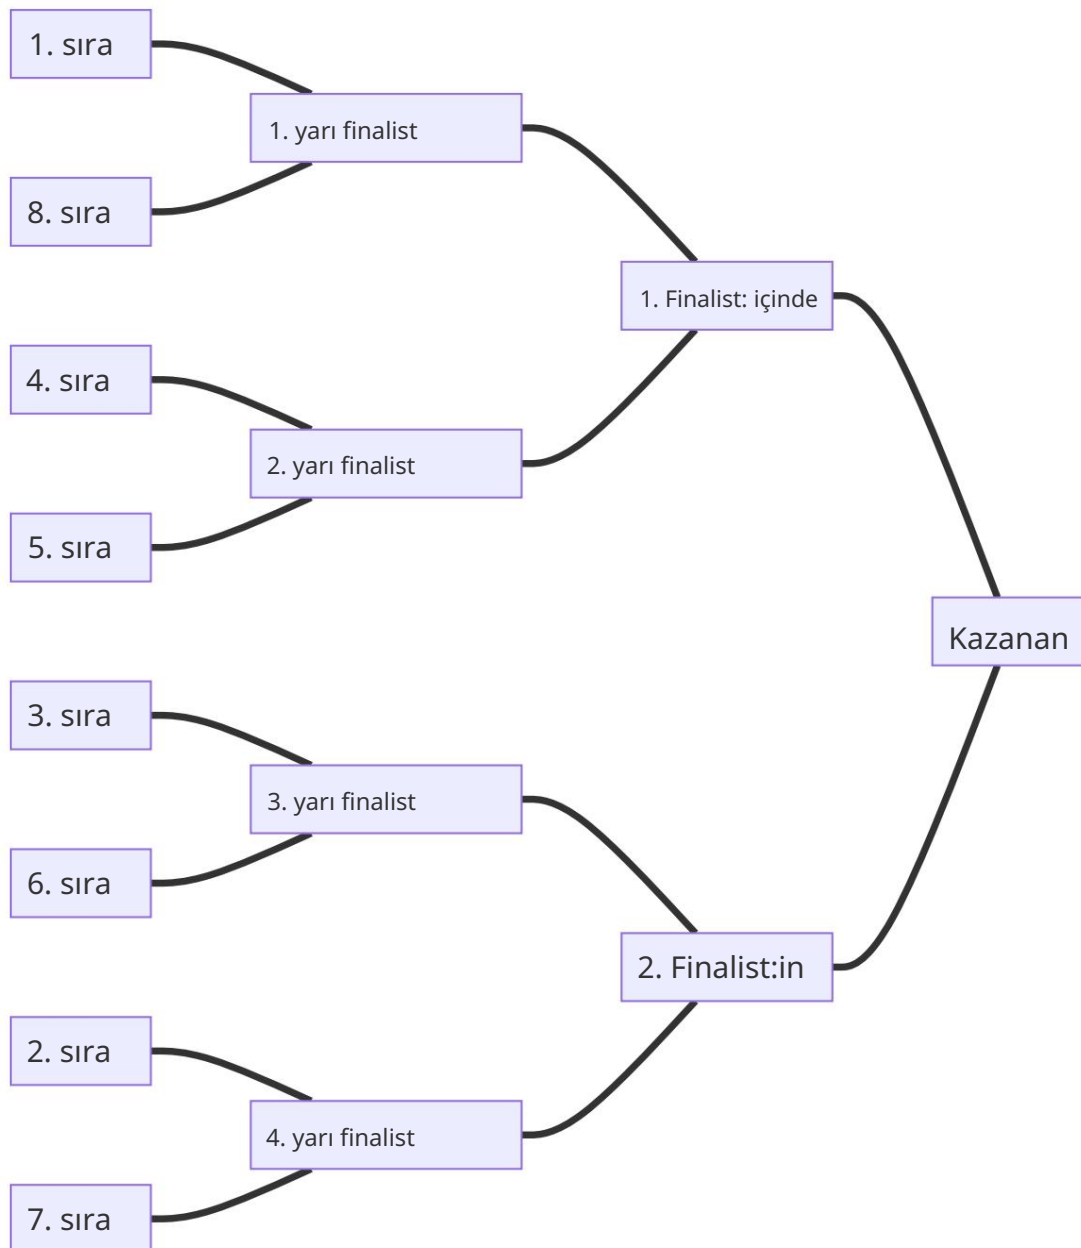 1. sıra
1. yarı finalist
8. sıra
1. Finalist: içinde
4. sıra
2. yarı finalist
5. sıra
Kazanan
3. sıra
3. yarı finalist
6. sıra
2. Finalist:in
2. sıra
4. yarı finalist
7. sıra